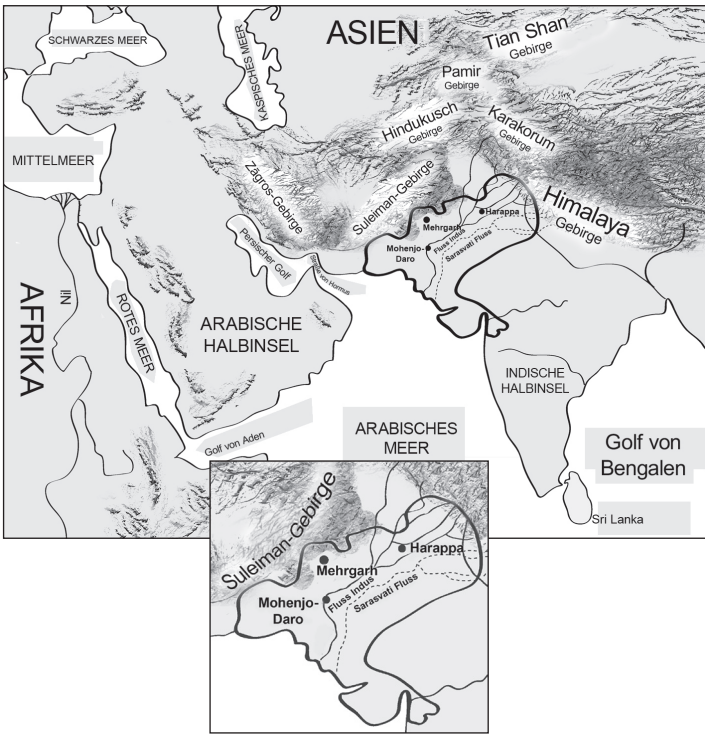 ASIEN
SCHWARZES MEER
KASPISCHES MEER
Tian Shan
Gebirge
Pamir
Gebirge
Hindukusch
Gebirge
Karakorum
Gebirge
MITTELMEER
Zagros-Gebirge
Suleiman-Gebirge
Himalaya
Gebirge
Harappa
Mehrgarh
Mohenjo-
Daro
Fluss Indus
Sarasvati Fluss
Persischer Golf
Straße von Hormus
AFRIKA
Nil
ROTES MEER
ARABISCHE
HALBINSEL
INDISCHE
HALBINSEL
ARABISCHES
MEER
Golf von Aden
Golf von
Bengalen
Sri Lanka
Suleiman-Gebirge
Harappa
Mehrgarh
Mohenjo-
Daro
Fluss Indus
Sarasvati Fluss